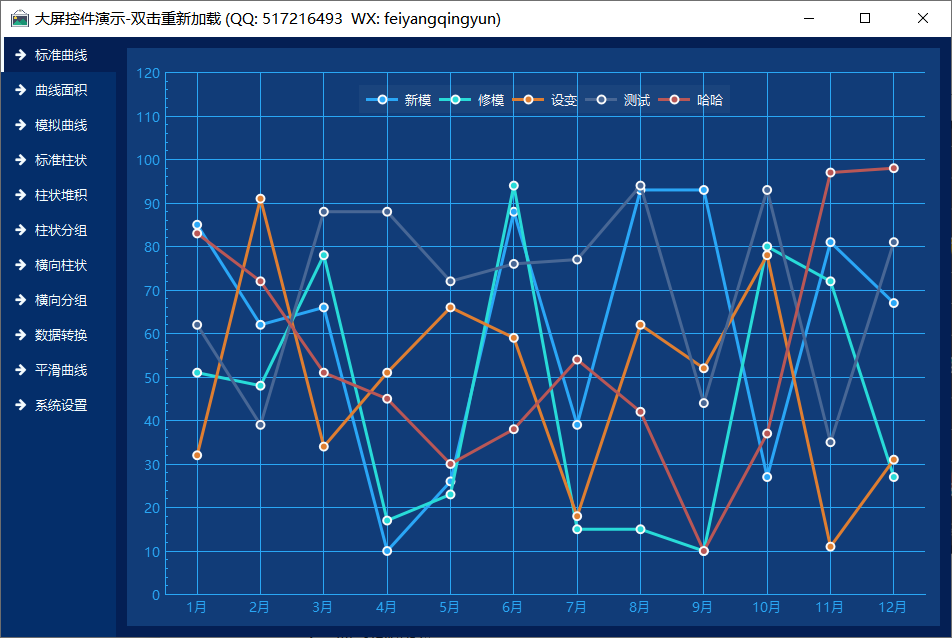 大屏控件演示-双击重新加载 (QQ: 517216493  WX: feiyangqingyun)
标准曲线
曲线面积
模拟曲线
标准柱状
柱状堆积
柱状分组
横向柱状
横向分组
数据转换
平滑曲线
系统设置
新模 修模 设变 测试 哈哈
120
110
100
90
80
70
60
50
40
30
20
10
0
1月 2月 3月 4月 5月 6月 7月 8月 9月 10月 11月 12月